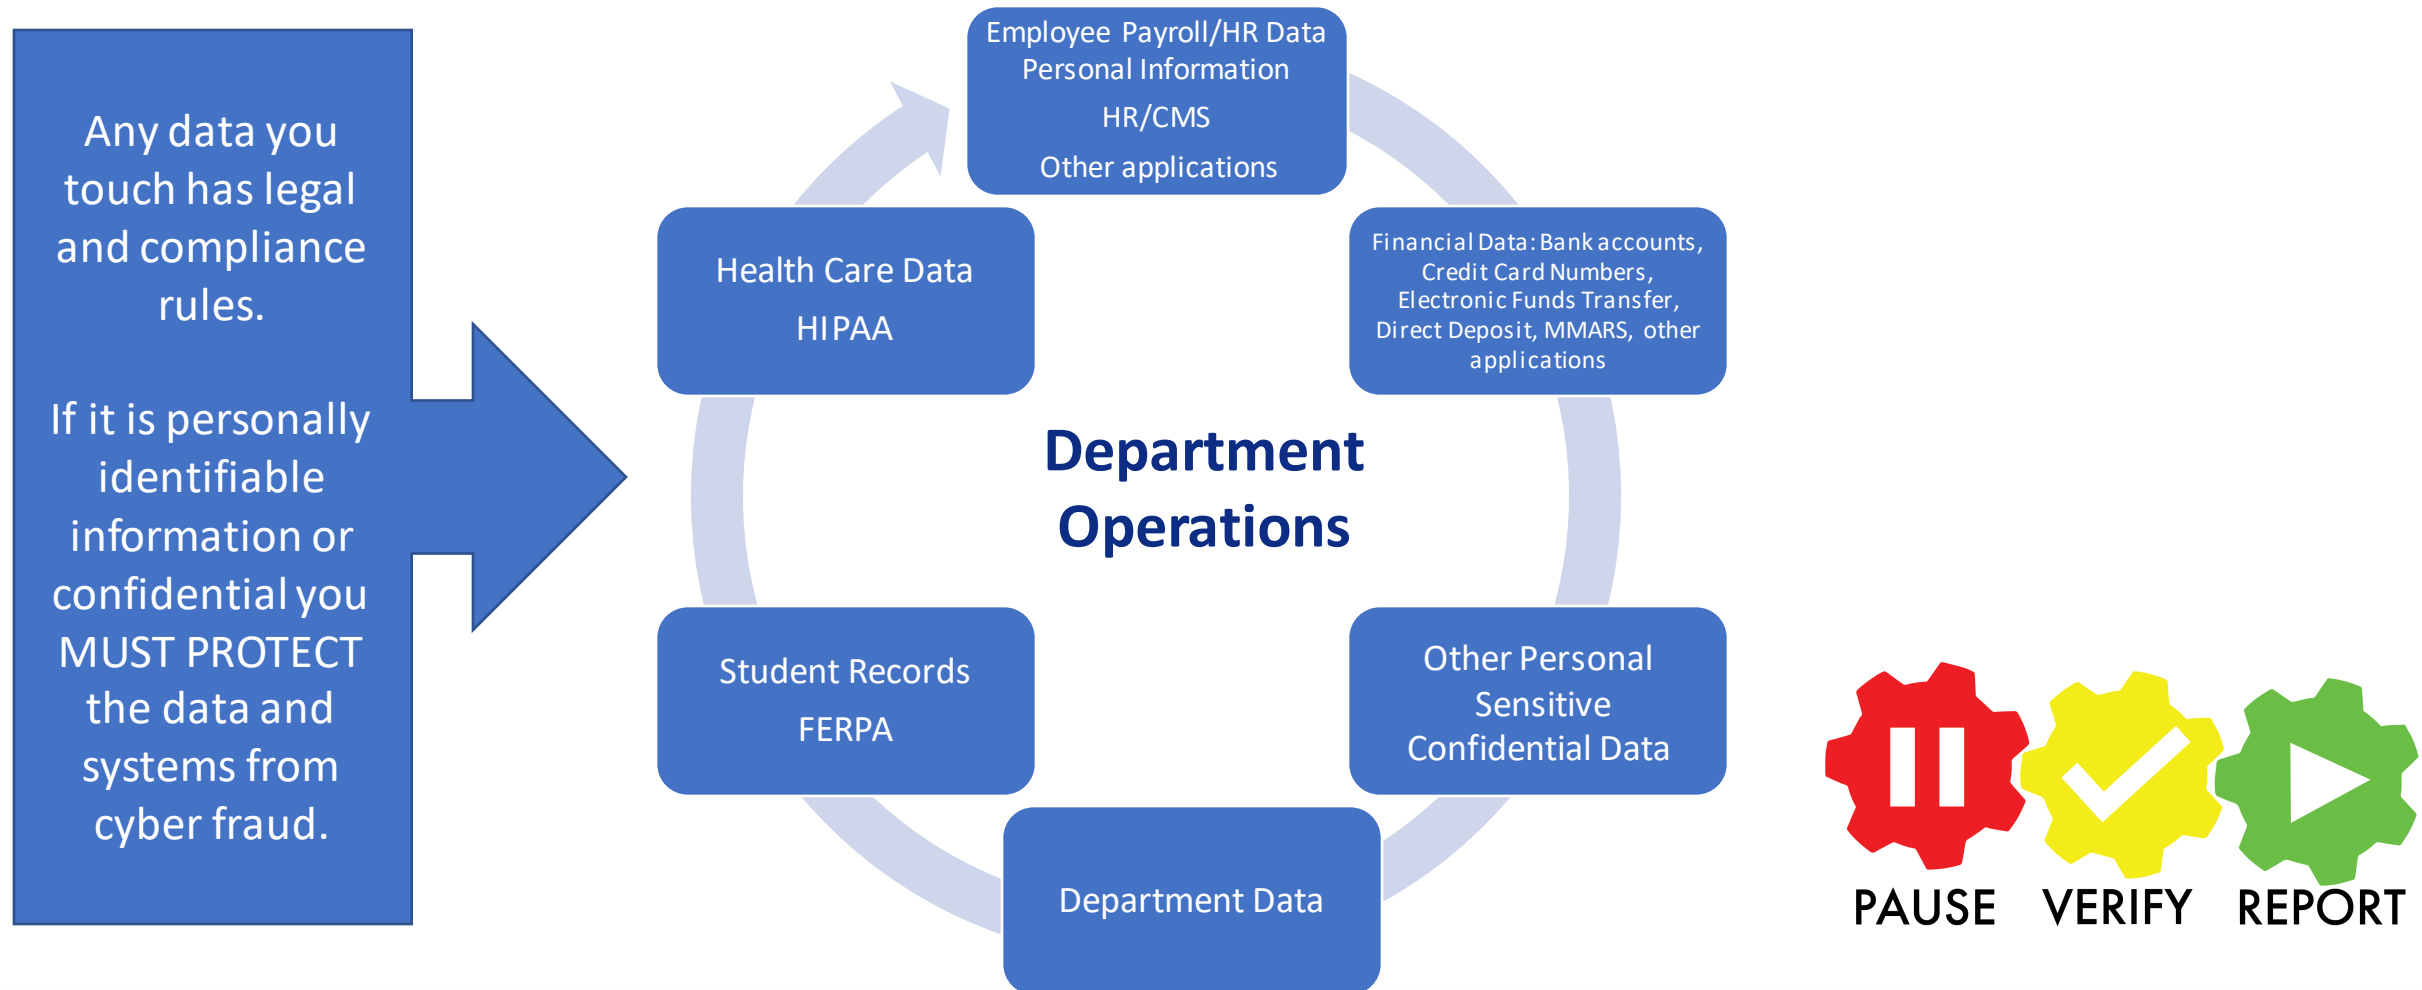 Any data you
touch has legal
and compliance
rules.
If it is personally
identifiable
information or
confidential you
MUST PROTECT
the data and
systems from
cyber fraud.
Employee Payroll/HR Data
Personal Information
HR/CMS
Other applications
Financial Data: Bank accounts,
Credit Card Numbers,
Electronic Funds Transfer,
Direct Deposit, MMARS, other
applications
Other Personal
Sensitive
Confidential Data
Department Data
Student Records
FERPA
Health Care Data
HIPAA
Department
Operations
PAUSE VERIFY REPORT